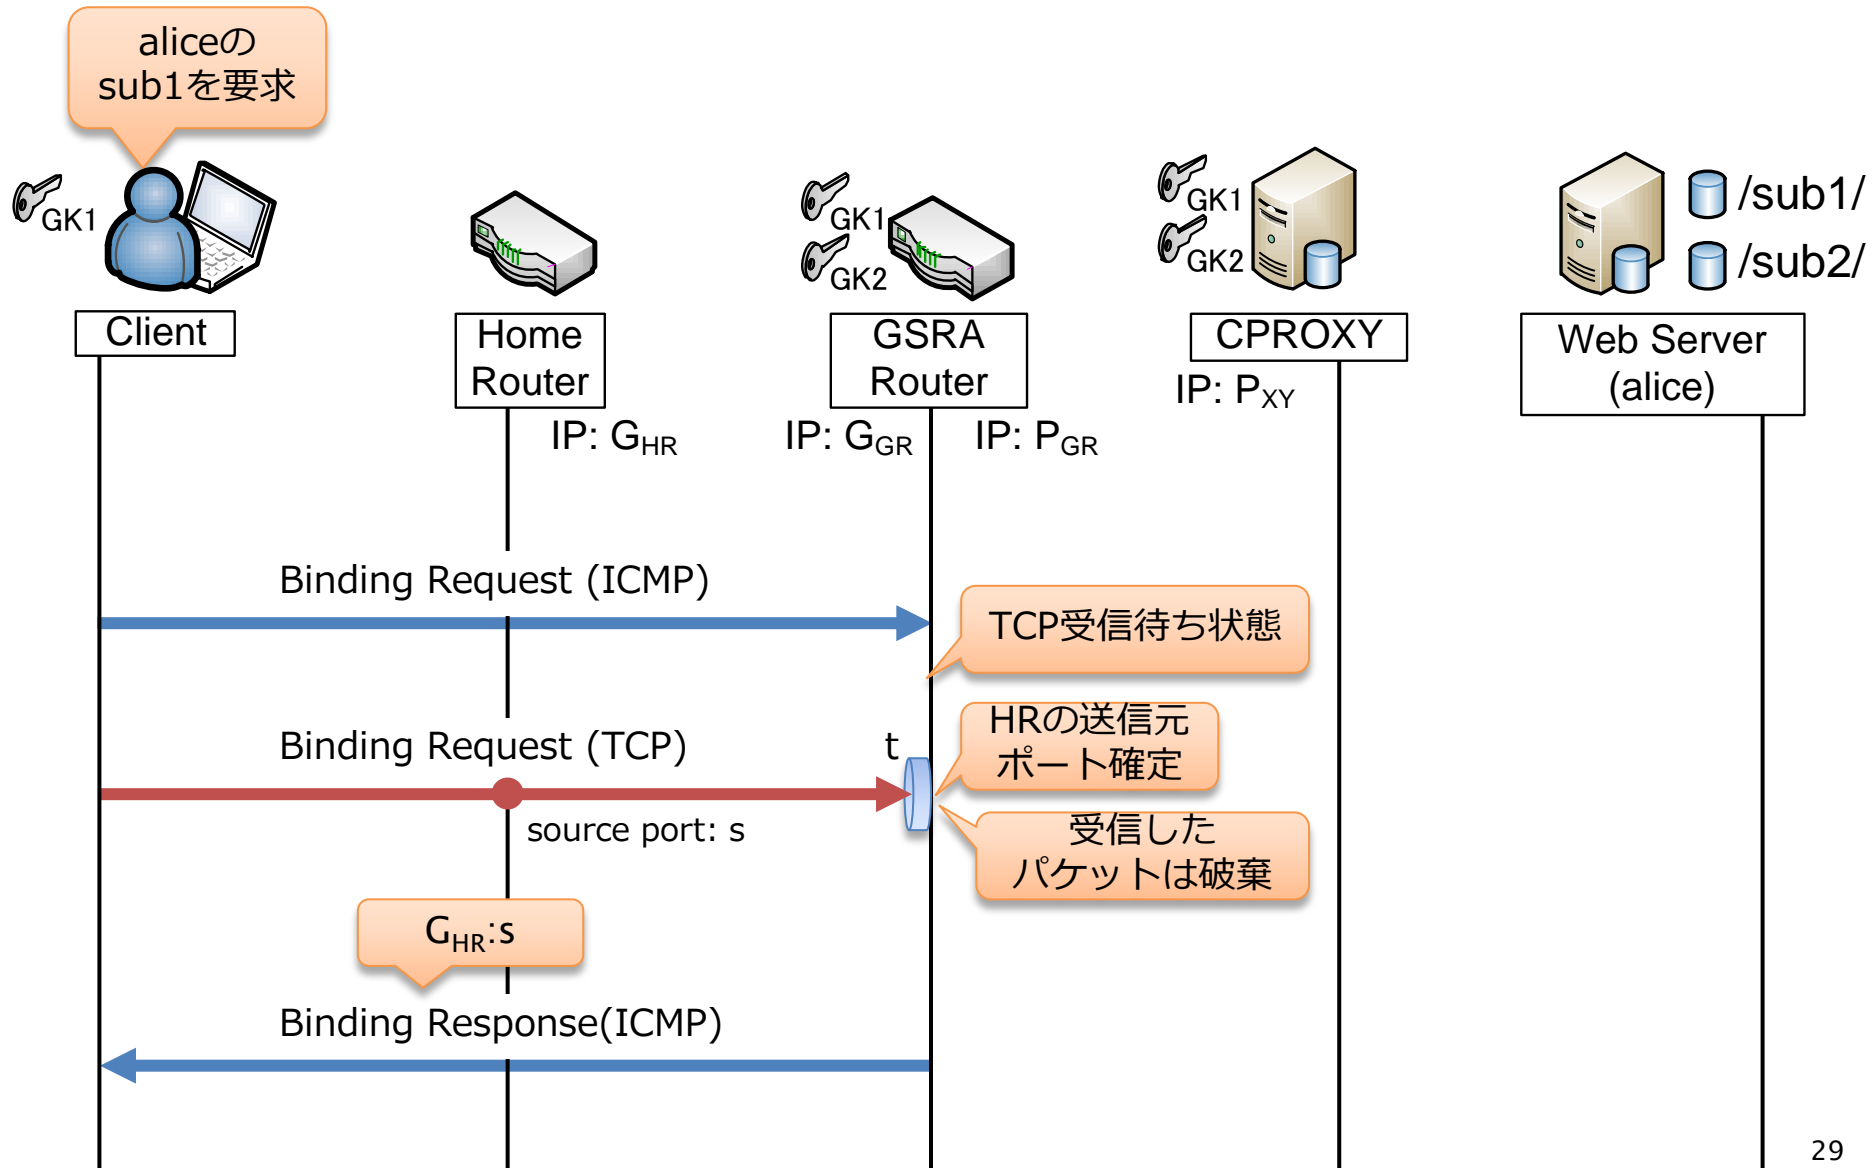 aliceの
sub1を要求
GK1
GK1
GK2
GK1
GK2
/sub1/
/sub2/
Client
Home
Router
GSRA
Router
CPROXY
Web Server
(alice)
IP: GHR
IP: GGR
IP: PGR
IP: PXY
Binding Request (ICMP)
TCP受信待ち状態
Binding Request (TCP)
t
HRの送信元
ポート確定
source port: s
受信した
パケットは破棄
GHR:s
Binding Response(ICMP)
29